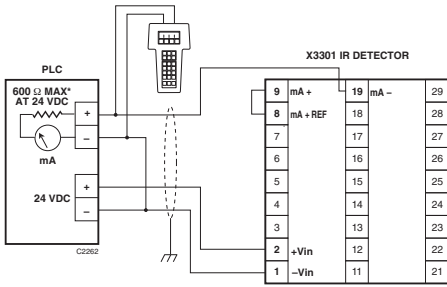 X3301 IR DETECTOR
PLC
600 Ω MAX*
AT 24 VDC
+
–
mA
24 VDC
+
–
C2262
9 mA + 19 mA – 29
8 mA + REF 18 28
7 17 27
6 16 26
5 15 25
4 14 24
3 13 23
2 +Vin 12 22
1 –Vin 11 21